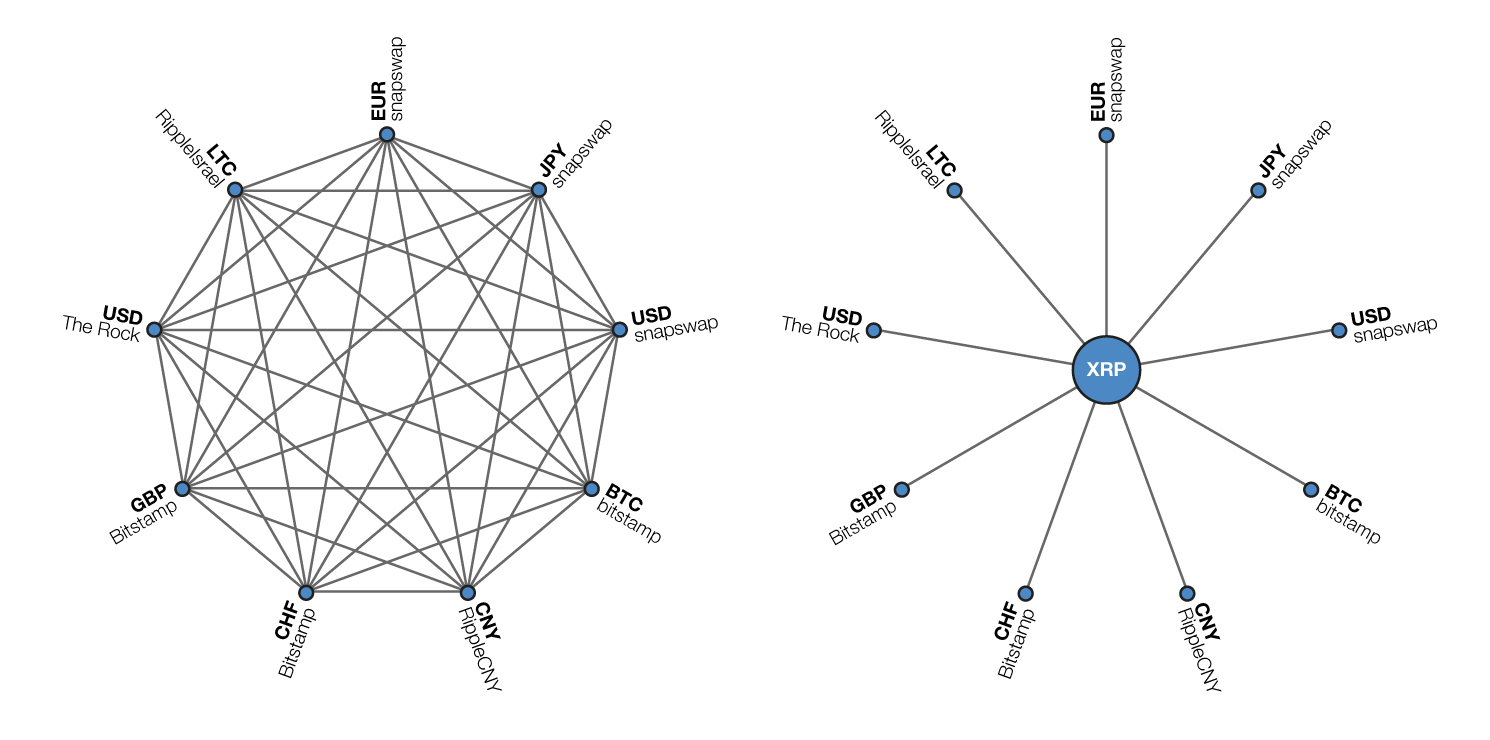 EUR
snapswap
JPY
snapswap
USD
snapswap
BTC
bitstamp
CNY
RippleCNY
CHF
Bitstamp
GBP
Bitstamp
USD
The Rock
LTC
RippleIsrael
EUR
snapswap
JPY
snapswap
USD
snapswap
BTC
bitstamp
CNY
RippleCNY
CHF
Bitstamp
GBP
Bitstamp
USD
The Rock
LTC
RippleIsrael
XRP